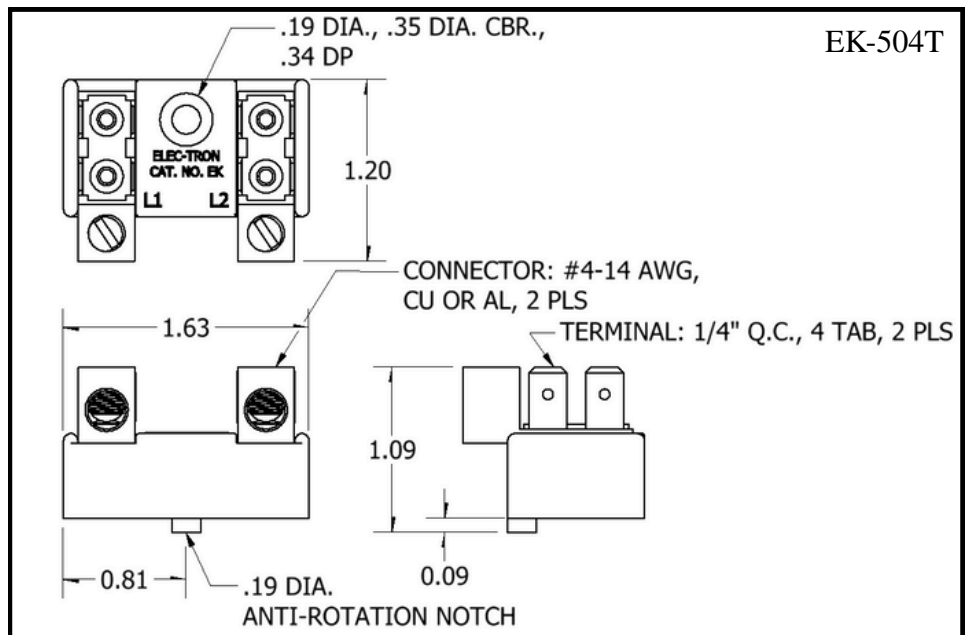 .19 DIA., .35 DIA. CBR.,
.34 DP
EK-504T
ELEC-TRON
CAT. NO. EK
L1 L2
1.20
CONNECTOR: #4-14 AWG,
CU OR AL, 2 PLS
1.63
TERMINAL: 1/4" Q.C., 4 TAB, 2 PLS
1.09
0.81
0.09
.19 DIA.
ANTI-ROTATION NOTCH